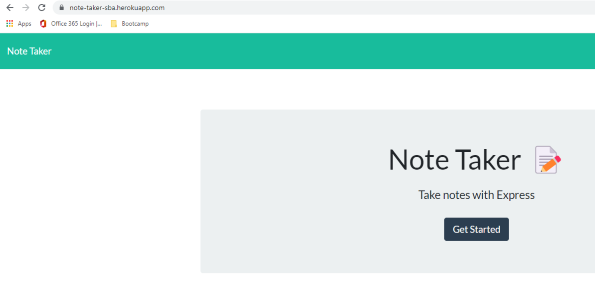 note-taker-sba.herokuapp.com
Apps Office 365 Login |... Bootcamp
Note Taker
Note Taker
Take notes with Express
Get Started